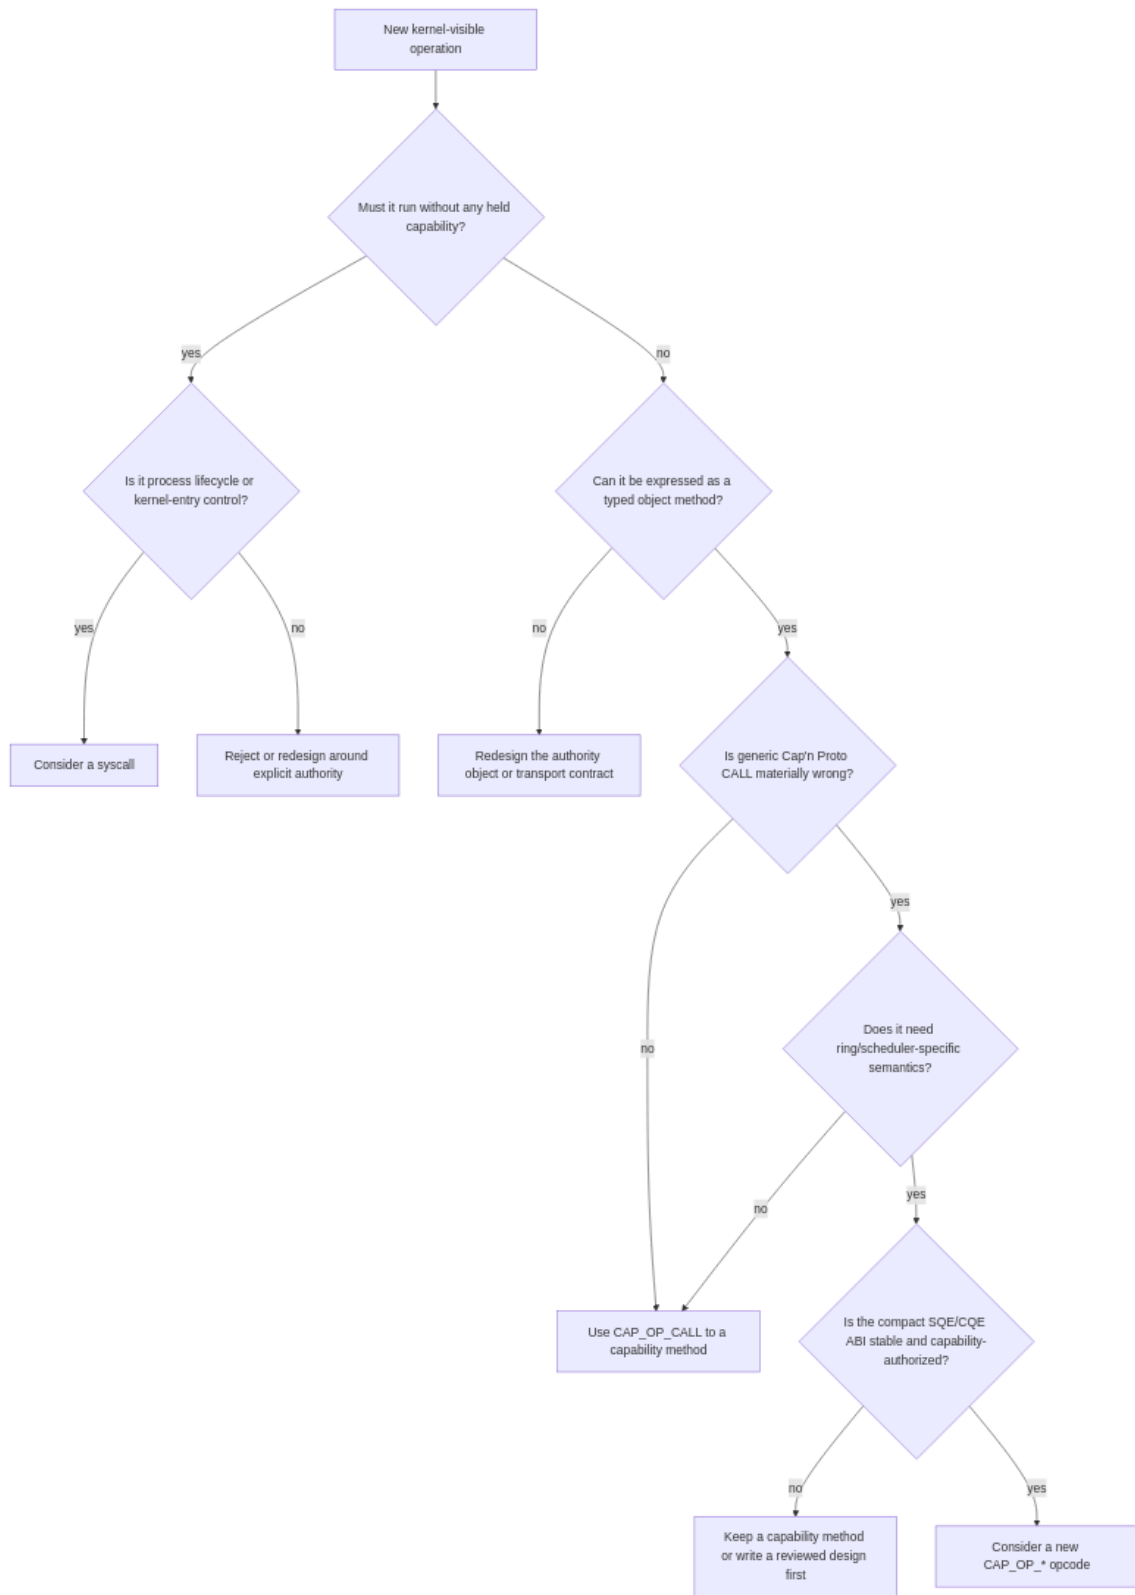 New kernel-visible
operation
Must it run without any held
capability?
yes
no
Is it process lifecycle or
kernel-entry control?
Can it be expressed as a
typed object method?
yes
no
no
yes
Consider a syscall
Reject or redesign around
explicit authority
Redesign the authority
object or transport contract
Is generic Cap'n Proto
CALL materially wrong?
yes
no
Does it need
ring/scheduler-specific
semantics?
yes
no
Use CAP_OP_CALL to a
capability method
Is the compact SQE/CQE
ABI stable and capability-
authorized?
no
yes
Keep a capability method
or write a reviewed design
first
Consider a new
CAP_OP_* opcode